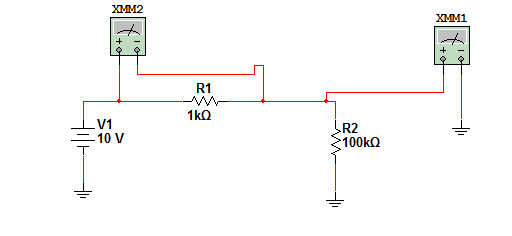 XMM2
XMM1
+ -
+ -
R1
1kΩ
V1
10 V
R2
100kΩ